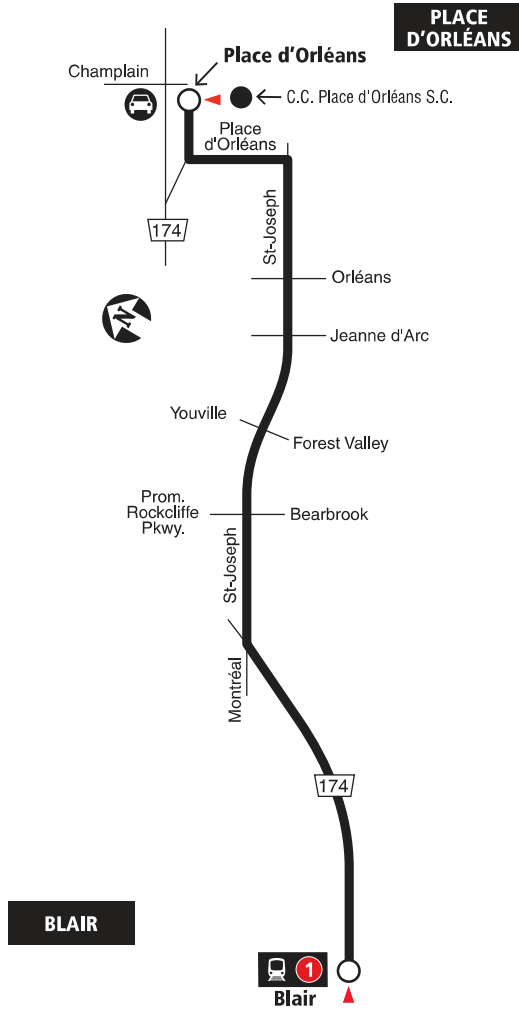 PLACE
D'ORLÉANS
Place d'Orléans
Champlain
C.C. Place d'Orléans S.C.
Place
d'Orléans
174
St-Joseph
Orléans
N
Jeanne d'Arc
Youville
Forest Valley
Prom.
Rockcliffe
Pkwy.
Bearbrook
St-Joseph
Montréal
174
BLAIR
1
Blair